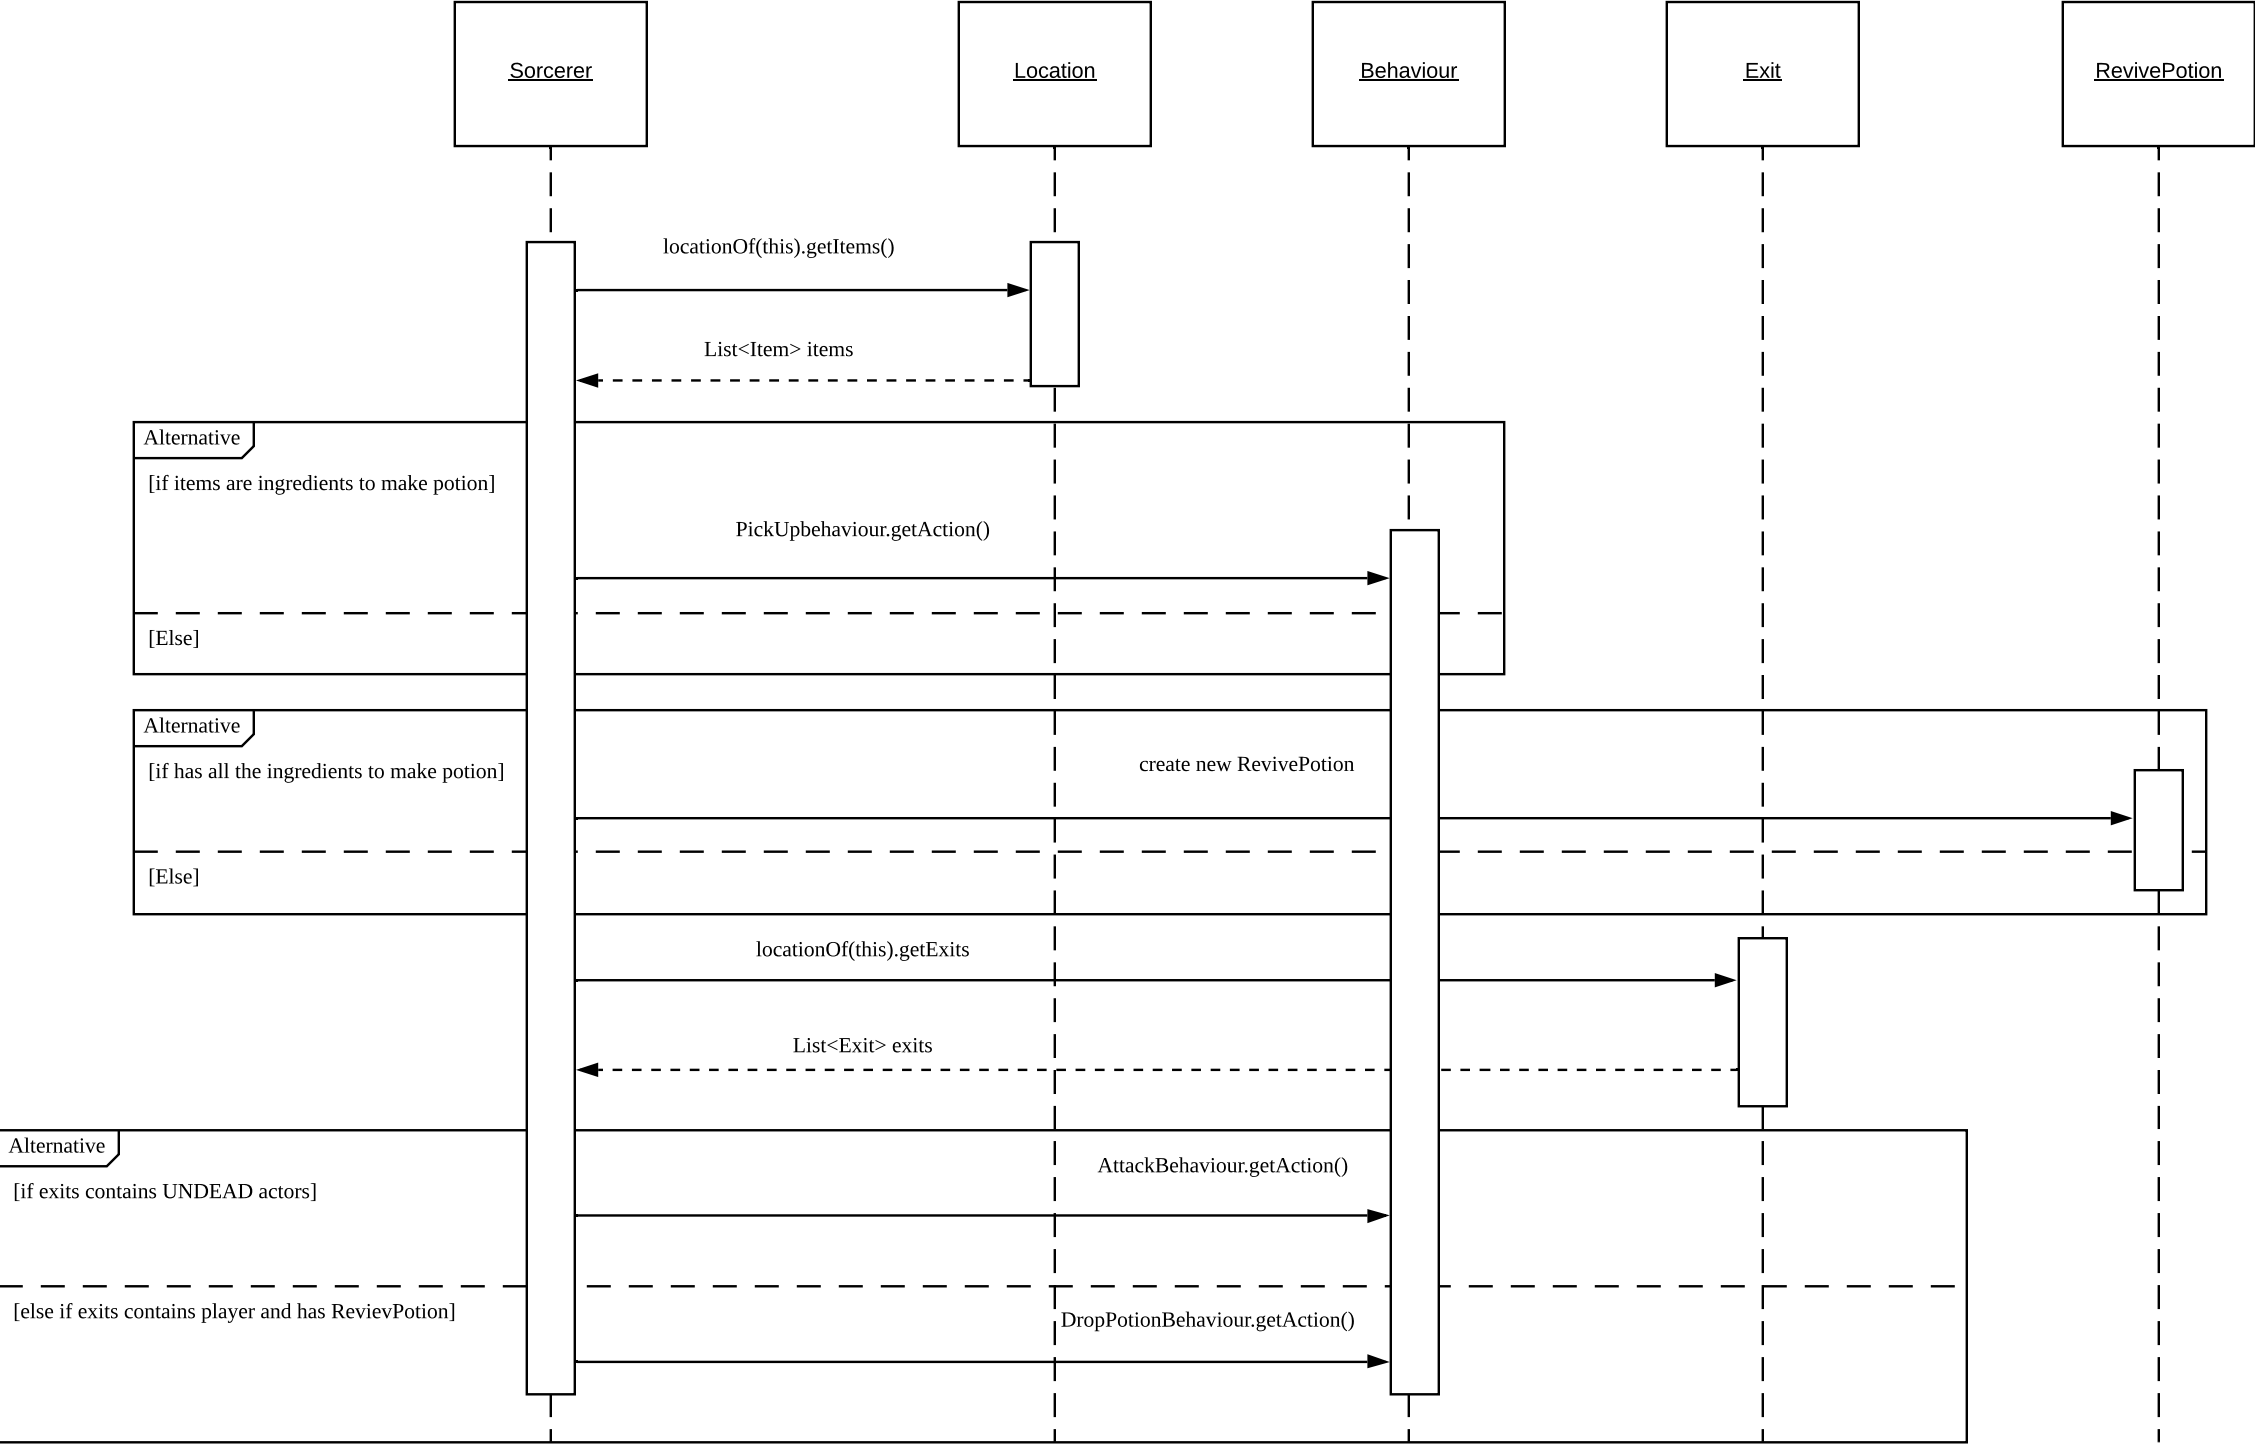 Sorcerer
Location
Behaviour
Exit
RevivePotion
locationOf(this).getItems()
List<Item> items
Alternative
[if items are ingredients to make potion]
PickUpbehaviour.getAction()
[Else]
Alternative
[if has all the ingredients to make potion]
create new RevivePotion
[Else]
locationOf(this).getExits
List<Exit> exits
Alternative
AttackBehaviour.getAction()
[if exits contains UNDEAD actors]
[else if exits contains player and has RevievPotion]
DropPotionBehaviour.getAction()